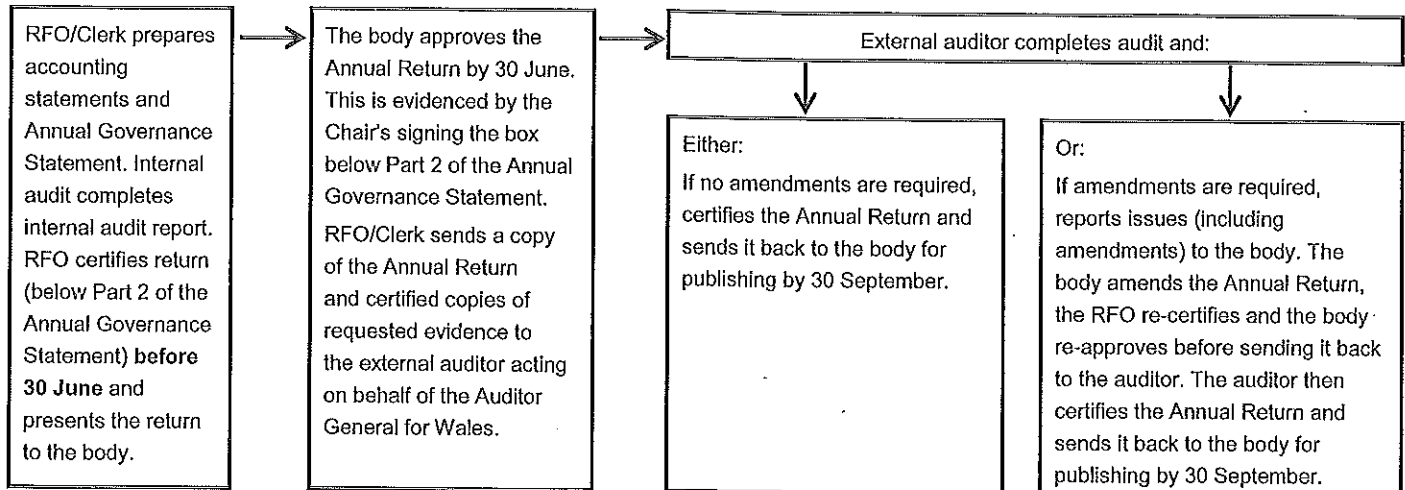 RFO/Clerk prepares
accounting
statements and
Annual Governance
Statement. Internal
audit completes
internal audit report.
RFO certifies return
(below Part 2 of the
Annual Governance
Statement) before
30 June and
presents the return
to the body.
The body approves the
Annual Return by 30 June.
This is evidenced by the
Chair's signing the box
below Part 2 of the Annual
Governance Statement.
RFO/Clerk sends a copy
of the Annual Return
and certified copies of
requested evidence to
the external auditor acting
on behalf of the Auditor
General for Wales.
External auditor completes audit and:
Either:
If no amendments are required,
certifies the Annual Return and
sends it back to the body for
publishing by 30 September.
Or:
If amendments are required,
reports issues (including
amendments) to the body. The
body amends the Annual Return,
the RFO re-certifies and the body
re-approves before sending it back
to the auditor. The auditor then
certifies the Annual Return and
sends it back to the body for
publishing by 30 September.